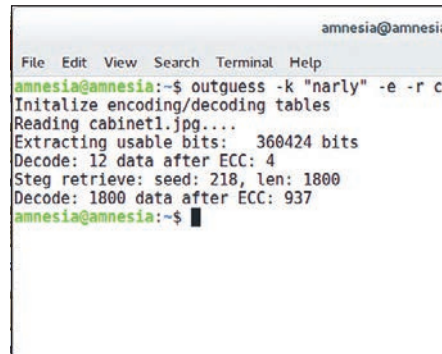 amnesia@amnesia
File Edit View Search Terminal Help
amnesia@amnesia:~$ outguess -k "narly" -e -r c
Initalize encoding/decoding tables
Reading cabinet1.jpg....
Extracting usable bits: 360424 bits
Decode: 12 data after ECC: 4
Steg retrieve: seed: 218, len: 1800
Decode: 1800 data after ECC: 937
amnesia@amnesia:~$